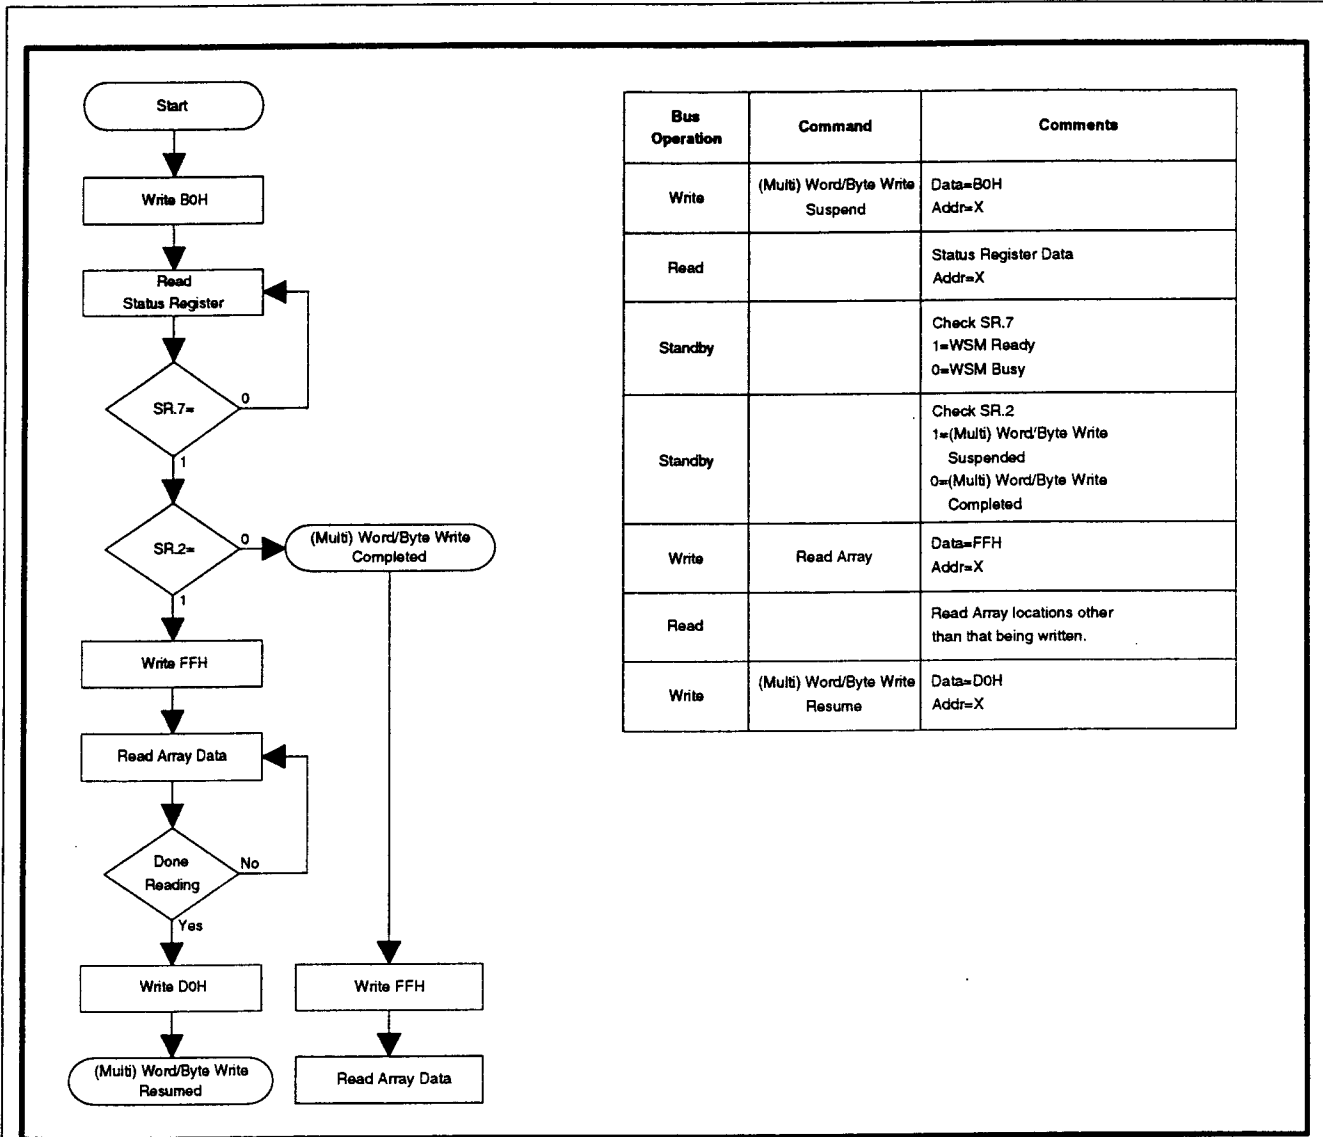 Start
Write B0H
Read
Status Register
SR.7=
0
1
SR.2=
0
(Multi) Word/Byte Write
Completed
1
Write FFH
Read Array Data
Done
Reading
No
Yes
Write D0H
Write FFH
(Multi) Word/Byte Write
Resumed
Read Array Data
Bus
Operation
Command
Comments
Write
(Multi) Word/Byte Write
Suspend
Data=B0H
Addr=X
Read
Status Register Data
Addr=X
Standby
Check SR.7
1=WSM Ready
0=WSM Busy
Standby
Check SR.2
1=(Multi) Word/Byte Write
Suspended
0=(Multi) Word/Byte Write
Completed
Write
Read Array
Data=FFH
Addr=X
Read
Read Array locations other
than that being written.
Write
(Multi) Word/Byte Write
Resume
Data=D0H
Addr=X